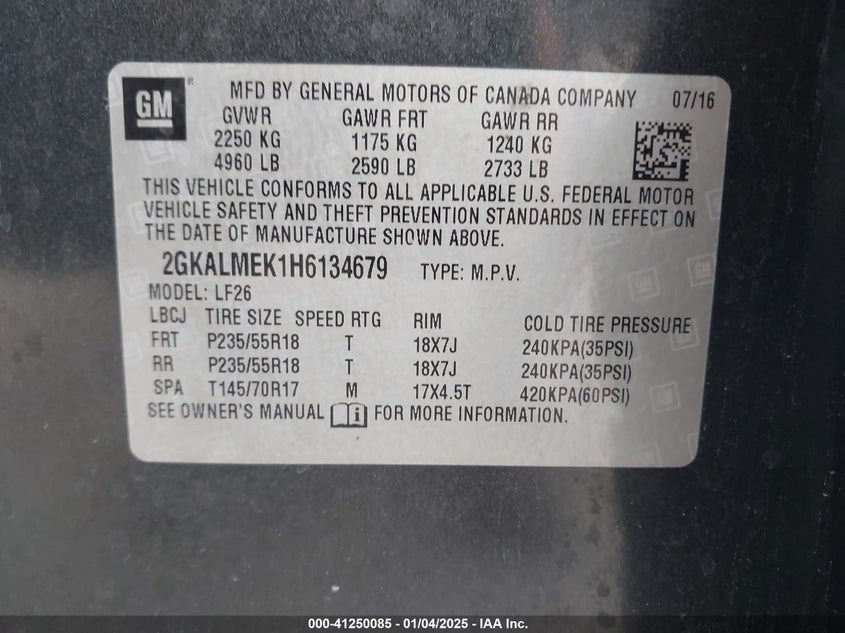 GM ® MFD BY GENERAL MOTORS OF CANADA COMPANY 07/16
GVWR GAWR FRT GAWR RR
2250 KG 1175 KG 1240 KG
4960 LB 2590 LB 2733 LB
THIS VEHICLE CONFORMS TO ALL APPLICABLE U.S. FEDERAL MOTOR
VEHICLE SAFETY AND THEFT PREVENTION STANDARDS IN EFFECT ON
THE DATE OF MANUFACTURE SHOWN ABOVE.
2GKALMEK1H6134679 TYPE: M.P.V.
MODEL: LF26
LBCJ TIRE SIZE SPEED RTG RIM COLD TIRE PRESSURE
FRT P235/55R18 T 18X7J 240KPA(35PSI)
RR P235/55R18 T 18X7J 240KPA(35PSI)
SPA T145/70R17 M 17X4.5T 420KPA(60PSI)
SEE OWNER'S MANUAL i FOR MORE INFORMATION.
000-41250085 - 01/04/2025 - IAA Inc.